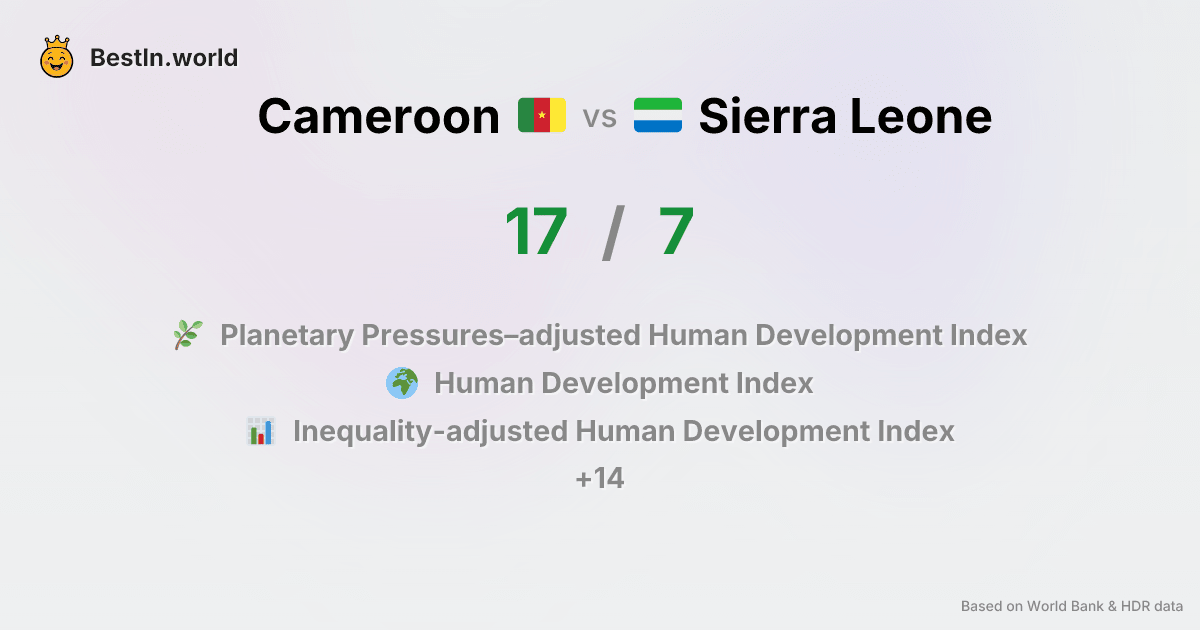 BestIn.world
Cameroon vs Sierra Leone
17 / 7
Planetary Pressures–adjusted Human Development Index
Human Development Index
Inequality-adjusted Human Development Index
+14
Based on World Bank & HDR data